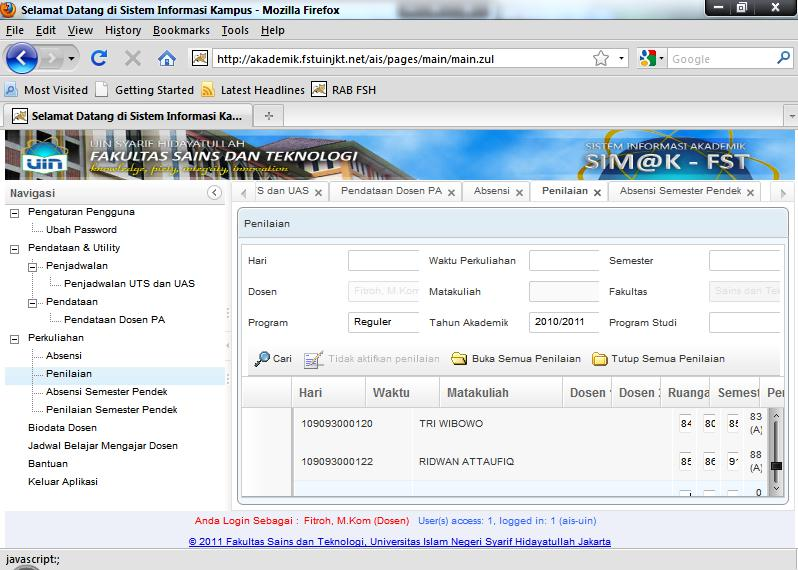 Selamat Datang di Sistem Informasi Kampus - Mozilla Firefox
File Edit View History Bookmarks Tools Help
http://akademik.fstuinjkt.net/ais/pages/main/main.zul Google
Most Visited Getting Started Latest Headlines RAB FSH
Selamat Datang di Sistem Informasi Ka...
UIN SYARIF HIDAYATULLAH
FAKULTAS SAINS DAN TEKNOLOGI
knowledge, piety, integrity, innovation
uin
SISTEM INFORMASI AKADEMIK
SIM@K - FST
Navigasi
Pengaturan Pengguna
Ubah Password
Pendataan & Utility
Penjadwalan
Penjadwalan UTS dan UAS
Pendataan
Pendataan Dosen PA
Perkuliahan
Absensi
Penilaian
Absensi Semester Pendek
Penilaian Semester Pendek
Biodata Dosen
Jadwal Belajar Mengajar Dosen
Bantuan
Keluar Aplikasi
S dan UAS Pendataan Dosen PA Absensi Penilaian Absensi Semester Pendek
Penilaian
Hari Waktu Perkuliahan Semester
Dosen Fitroh, M.Kom Matakuliah Fakultas Sains dan Tek
Program Reguler Tahun Akademik 2010/2011 Program Studi
Cari Tidak aktifkan penilaian Buka Semua Penilaian Tutup Semua Penilaian
Hari Waktu Matakuliah Dosen Dosen Ruanga Semest Pe
109093000120 TRI WIBOWO 84 80 85 83 (A)
109093000122 RIDWAN ATTAUFIQ 85 86 91 88 (A)
0
Anda Login Sebagai : Fitroh, M.Kom (Dosen) User(s) access: 1, logged in: 1 (ais-uin)
© 2011 Fakultas Sains dan Teknologi, Universitas Islam Negeri Syarif Hidayatullah Jakarta
javascript:;